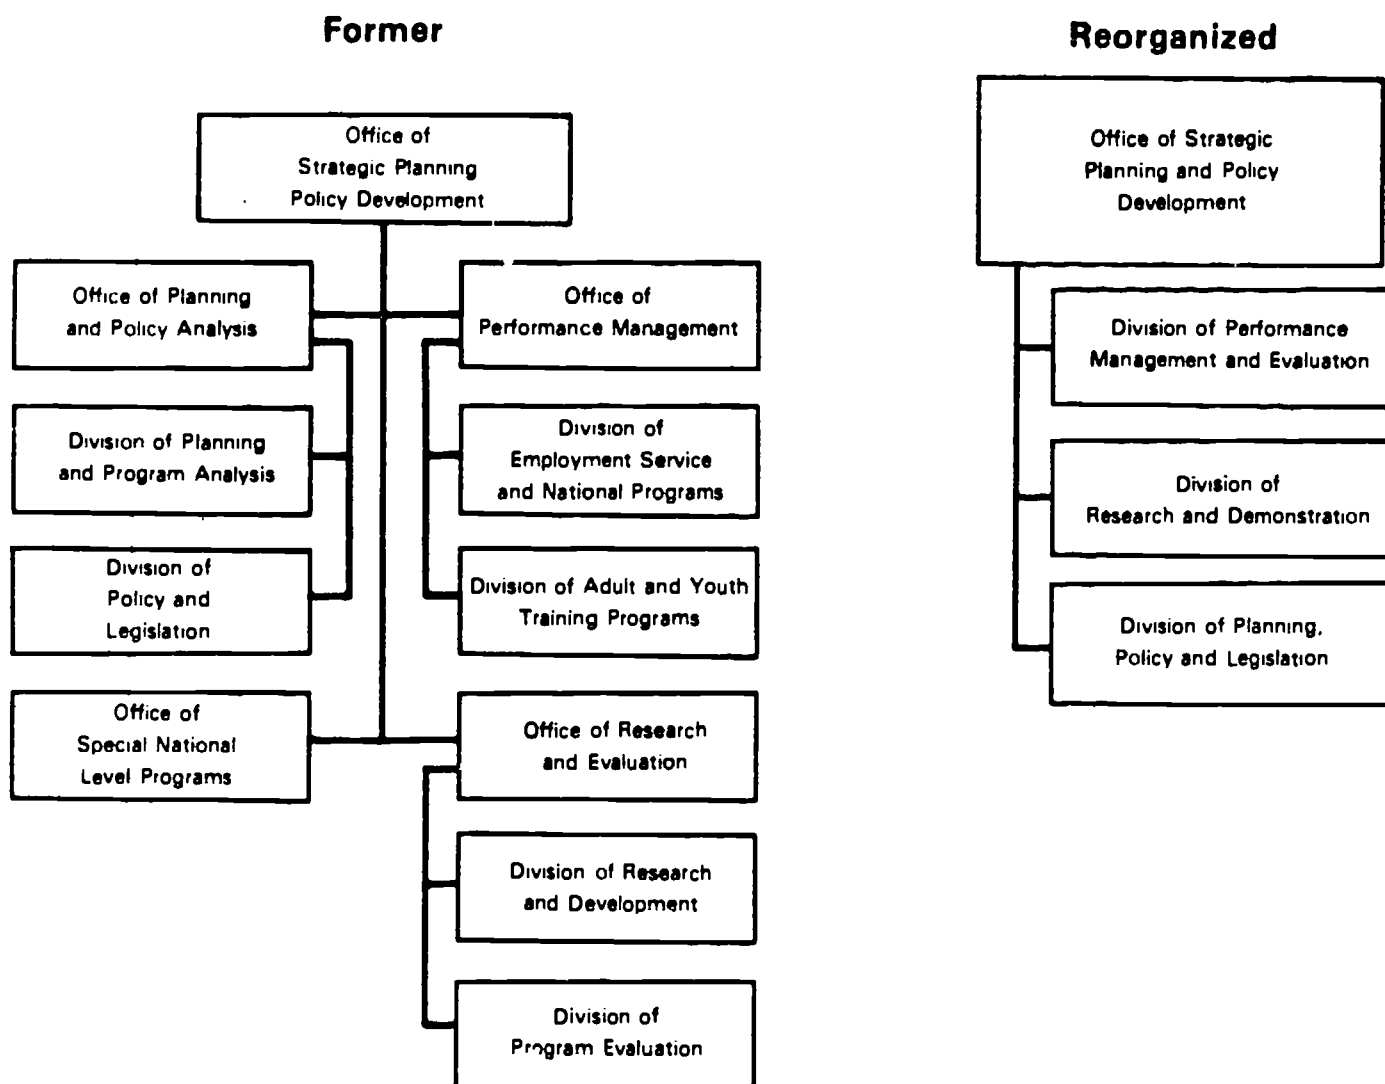 Former
Office of
Strategic Planning
Policy Development
Office of Planning
and Policy Analysis
Office of
Performance Management
Division of Planning
and Program Analysis
Division of
Employment Service
and National Programs
Division of
Policy and
Legislation
Division of Adult and Youth
Training Programs
Office of
Special National
Level Programs
Office of Research
and Evaluation
Division of Research
and Development
Division of
Program Evaluation
Reorganized
Office of Strategic
Planning and Policy
Development
Division of Performance
Management and Evaluation
Division of
Research and Demonstration
Division of Planning,
Policy and Legislation